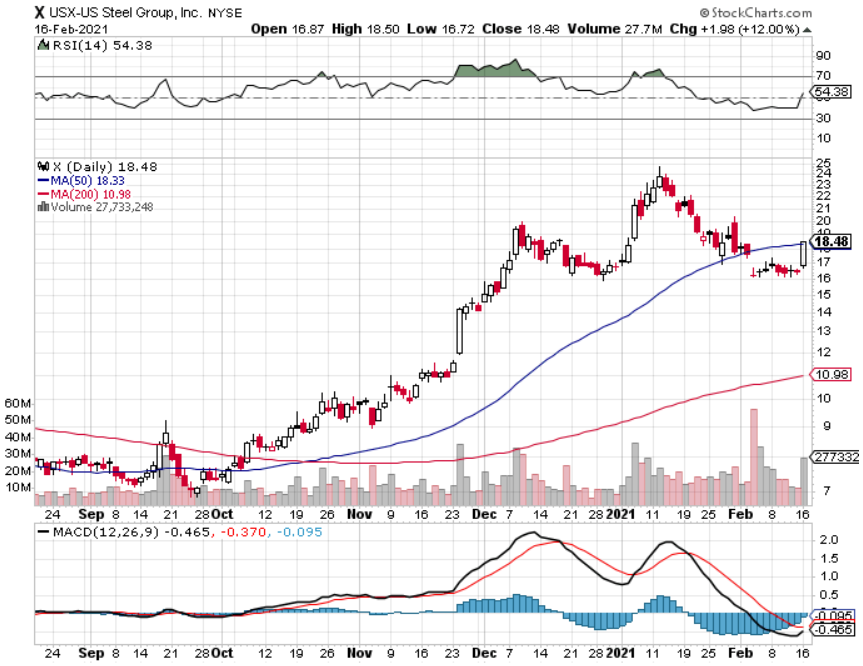 X USX-US Steel Group, Inc. NYSE © StockCharts.com
16-Feb-2021 Open 16.87 High 18.50 Low 16.72 Close 18.48 Volume 27.7M Chg +1.98 (+12.00%)
RSI(14) 54.38
90
70
54.38
30
10
X (Daily) 18.48
MA(50) 18.33
MA(200) 10.98
Volume 27,733,248
25
24
23
22
21
20
18.48
17
16
15
14
13
12
10.98
10
9
7
277332
60M
50M
40M
30M
20M
10M
24 Sep 8 14 21 28 Oct 12 19 26 Nov 9 16 23 Dec 7 14 21 28 2021 11 19 25 Feb 8 16
MACD(12,26,9) -0.465, -0.370, -0.095
2.0
1.5
1.0
0.5
-0.095
-0.465
24 Sep 8 14 21 28 Oct 12 19 26 Nov 9 16 23 Dec 7 14 21 28 2021 11 19 25 Feb 8 16